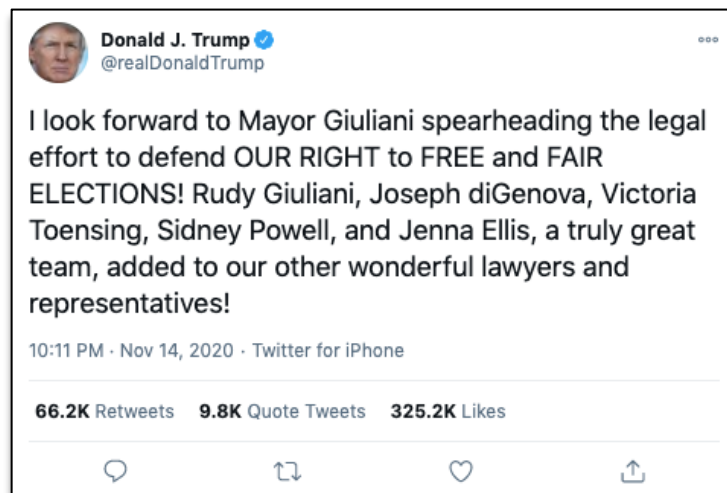 Donald J. Trump
@realDonaldTrump
I look forward to Mayor Giuliani spearheading the legal
effort to defend OUR RIGHT to FREE and FAIR
ELECTIONS! Rudy Giuliani, Joseph diGenova, Victoria
Toensing, Sidney Powell, and Jenna Ellis, a truly great
team, added to our other wonderful lawyers and
representatives!
10:11 PM · Nov 14, 2020 · Twitter for iPhone
66.2K Retweets 9.8K Quote Tweets 325.2K Likes